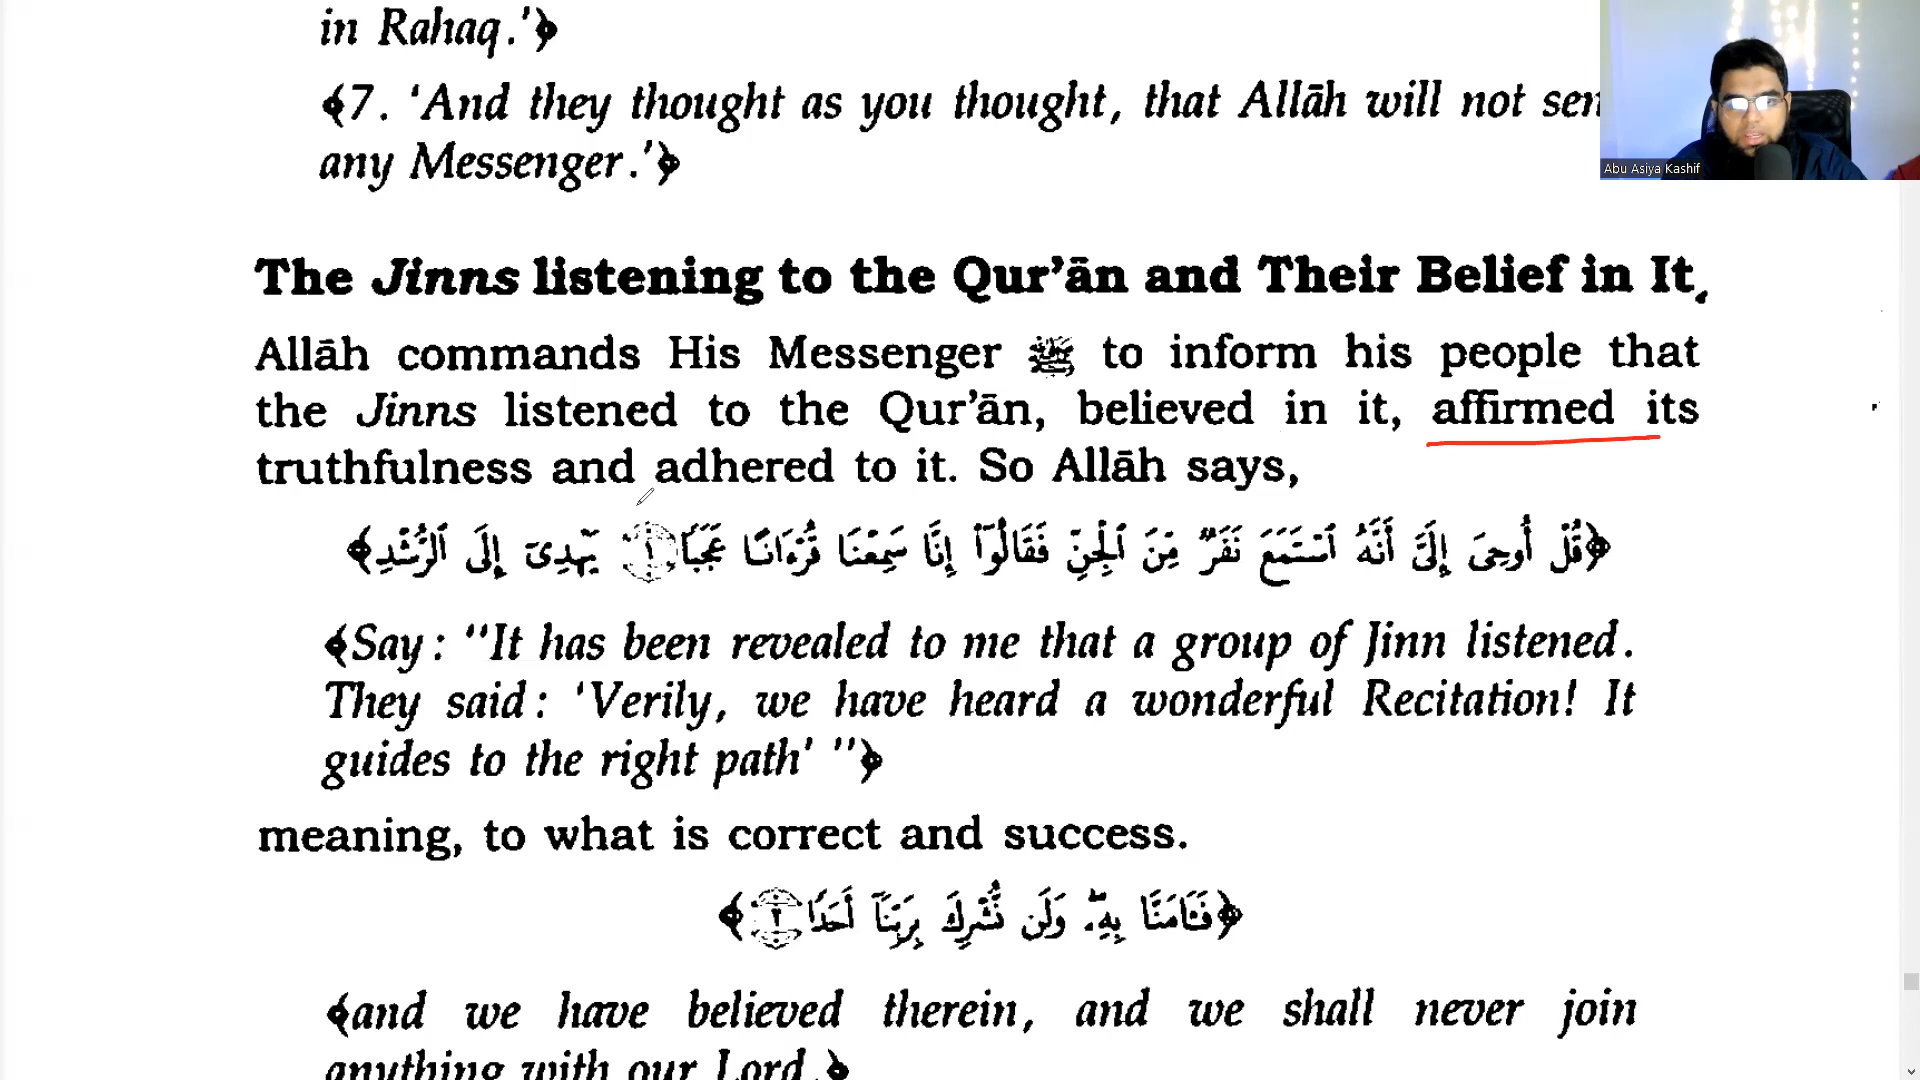 in Rahaq.'﴿
﴾7. 'And they thought as you thought, that Allāh will not sen
any Messenger.'﴿
Abu Asiya Kashif
The Jinns listening to the Qur'ān and Their Belief in It
Allāh commands His Messenger ﷺ to inform his people that
the Jinns listened to the Qur'ān, believed in it, affirmed its
truthfulness and adhered to it. So Allāh says,
﴿قُلْ أُوحِىَ إِلَىَّ أَنَّهُ ٱسْتَمَعَ نَفَرٌ مِّنَ ٱلْجِنِّ فَقَالُوٓا۟ إِنَّا سَمِعْنَا قُرْءَانًا عَجَبًا ١ يَهْدِىٓ إِلَى ٱلرُّشْدِ﴾
﴾Say: "It has been revealed to me that a group of Jinn listened.
They said: 'Verily, we have heard a wonderful Recitation! It
guides to the right path' "﴿
meaning, to what is correct and success.
﴿فَـَٔامَنَّا بِهِۦ ۖ وَلَن نُّشْرِكَ بِرَبِّنَآ أَحَدًا ٢﴾
﴾and we have believed therein, and we shall never join
anything with our Lord.﴿